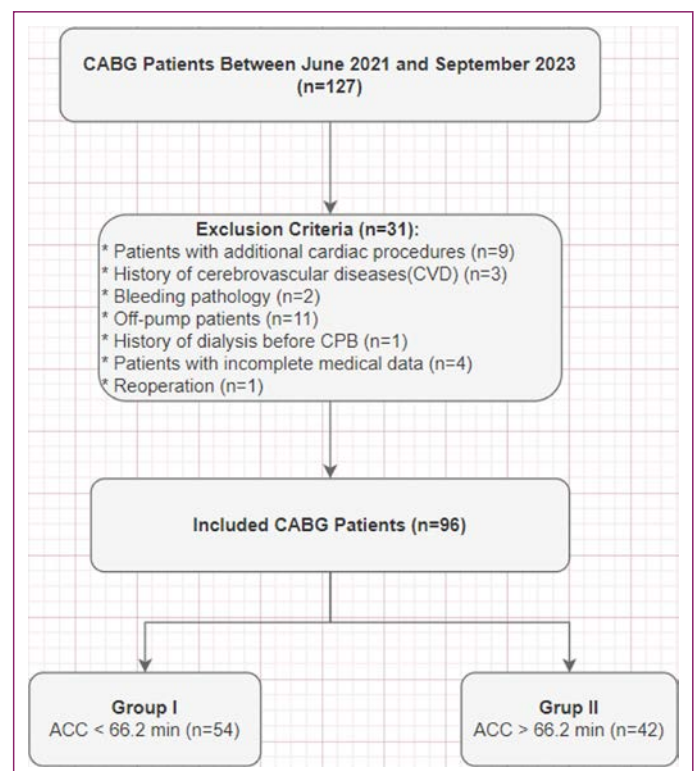 CABG Patients Between June 2021 and September 2023
(n=127)
Exclusion Criteria (n=31):
* Patients with additional cardiac procedures (n=9)
* History of cerebrovascular diseases(CVD) (n=3)
* Bleeding pathology (n=2)
* Off-pump patients (n=11)
* History of dialysis before CPB (n=1)
* Patients with incomplete medical data (n=4)
* Reoperation (n=1)
Included CABG Patients (n=96)
Group I
ACC < 66.2 min (n=54)
Grup II
ACC > 66.2 min (n=42)